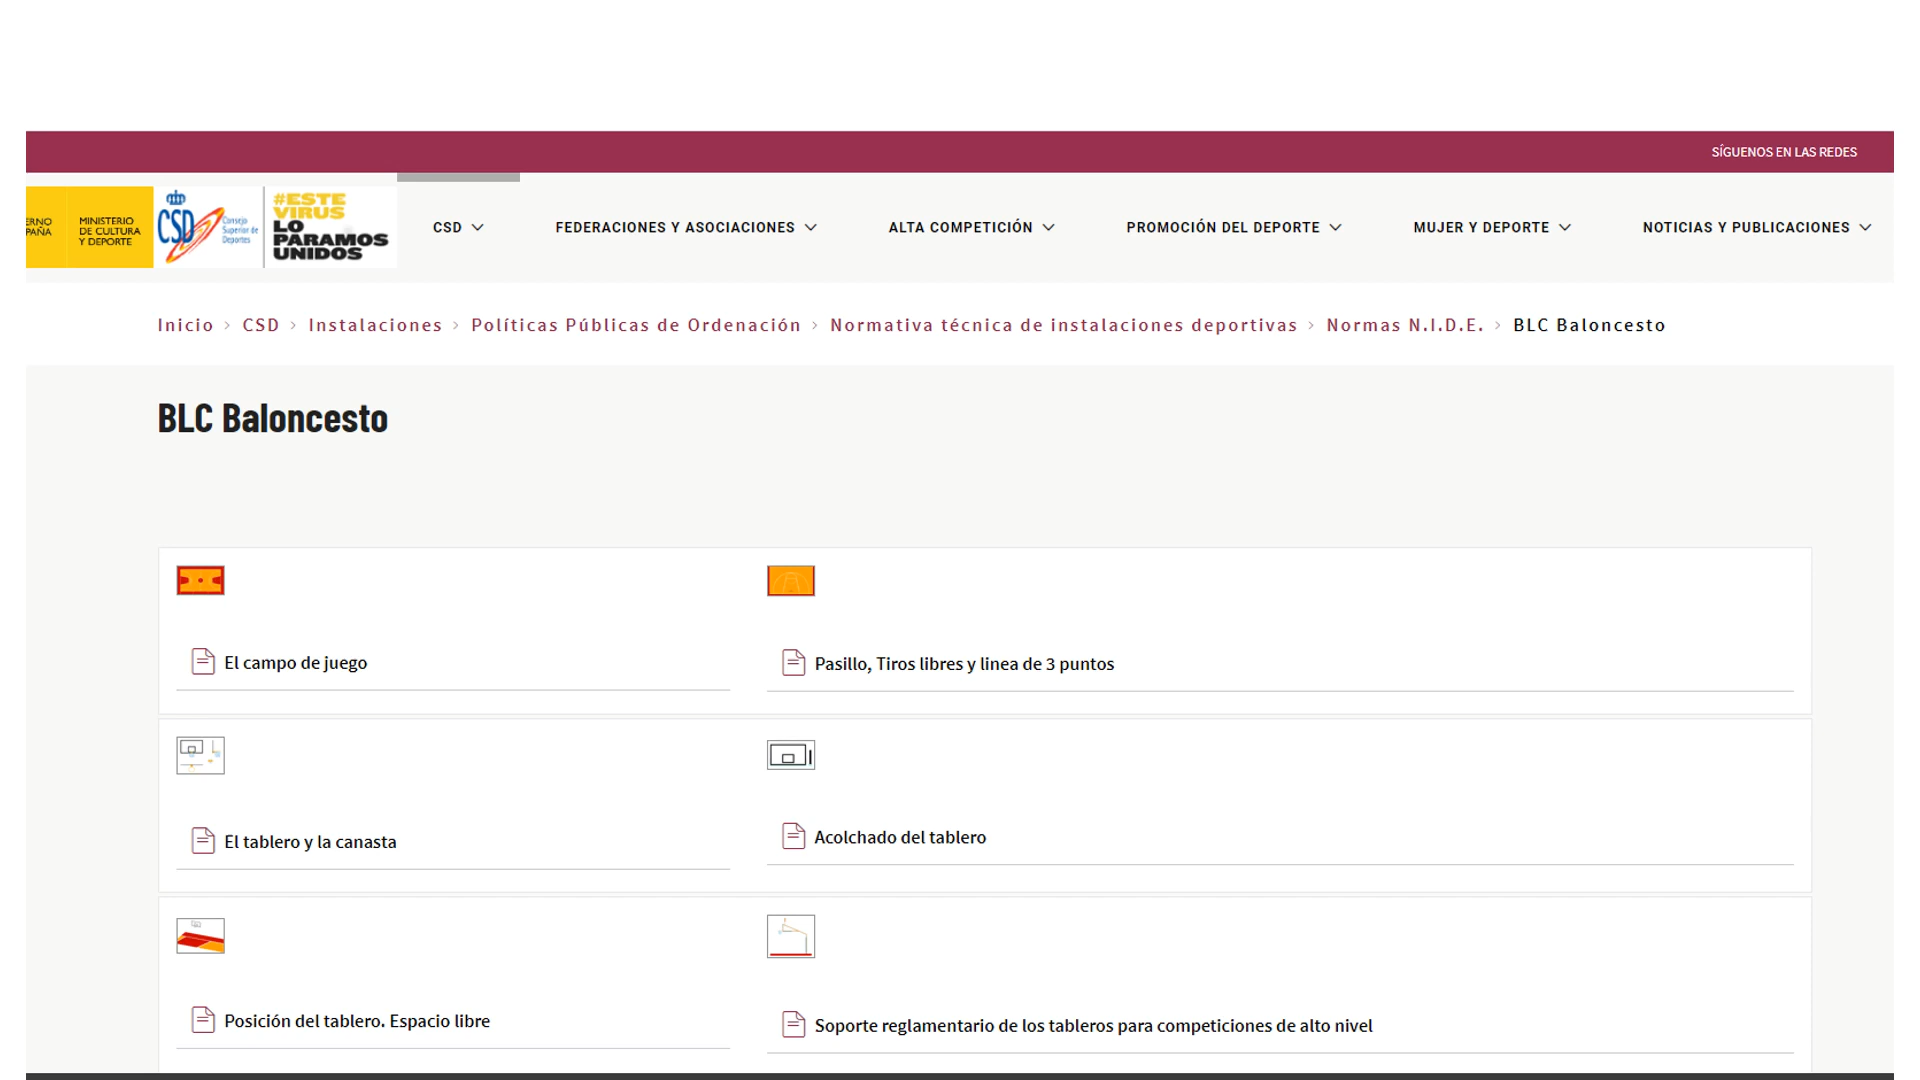 SÍGUENOS EN LAS REDES
ERNO
PAÑA
MINISTERIO
DE CULTURA
Y DEPORTE
CSD
Consejo
Superior de
Deportes
#ESTE
VIRUS
LO
PARAMOS
UNIDOS
CSD
FEDERACIONES Y ASOCIACIONES
ALTA COMPETICIÓN
PROMOCIÓN DEL DEPORTE
MUJER Y DEPORTE
NOTICIAS Y PUBLICACIONES
Inicio > CSD > Instalaciones > Políticas Públicas de Ordenación > Normativa técnica de instalaciones deportivas > Normas N.I.D.E. > BLC Baloncesto
BLC Baloncesto
El campo de juego
Pasillo, Tiros libres y linea de 3 puntos
El tablero y la canasta
Acolchado del tablero
Posición del tablero. Espacio libre
Soporte reglamentario de los tableros para competiciones de alto nivel